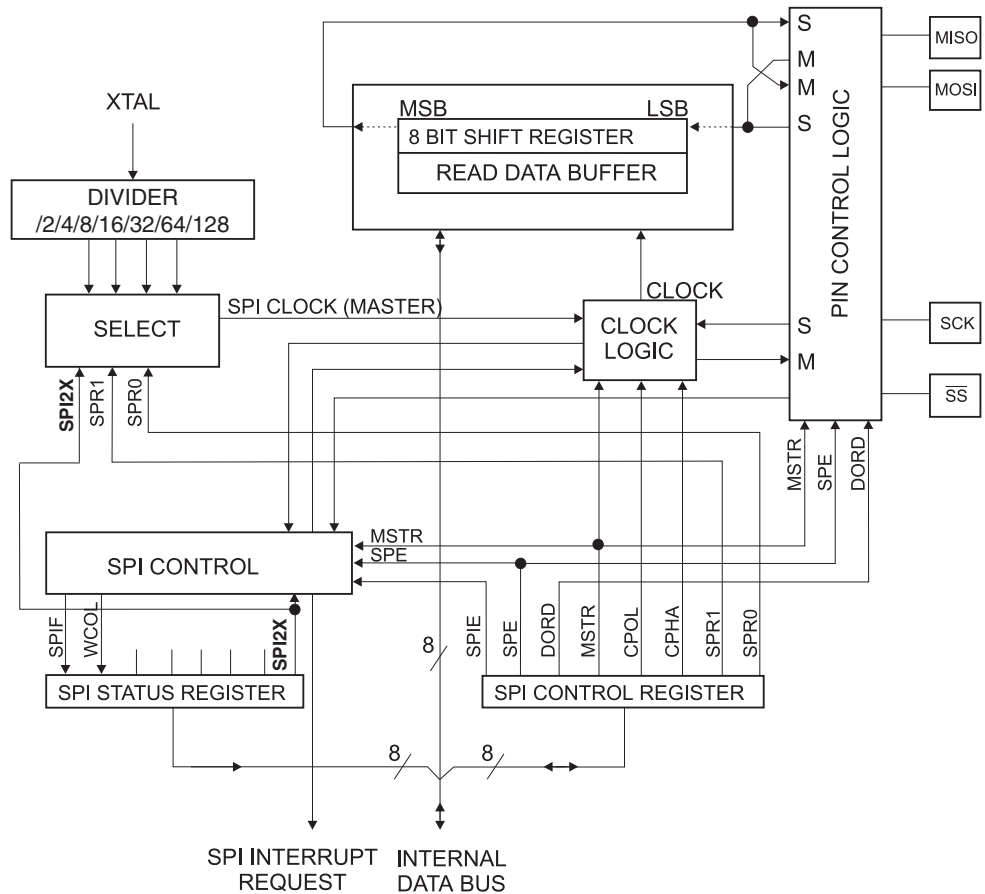 S
MISO
M
XTAL
M
MOSI
MSB
LSB
S
8 BIT SHIFT REGISTER
READ DATA BUFFER
PIN CONTROL LOGIC
DIVIDER
/2/4/8/16/32/64/128
SPI CLOCK (MASTER)
CLOCK
SELECT
CLOCK
LOGIC
S
SCK
M
SS
SPI2X
SPR1
SPR0
MSTR
SPE
DORD
MSTR
SPE
SPI CONTROL
SPIF
WCOL
SPI2X
8
SPIE
SPE
DORD
MSTR
CPOL
CPHA
SPR1
SPR0
SPI STATUS REGISTER
SPI CONTROL REGISTER
8
8
SPI INTERRUPT
REQUEST
INTERNAL
DATA BUS